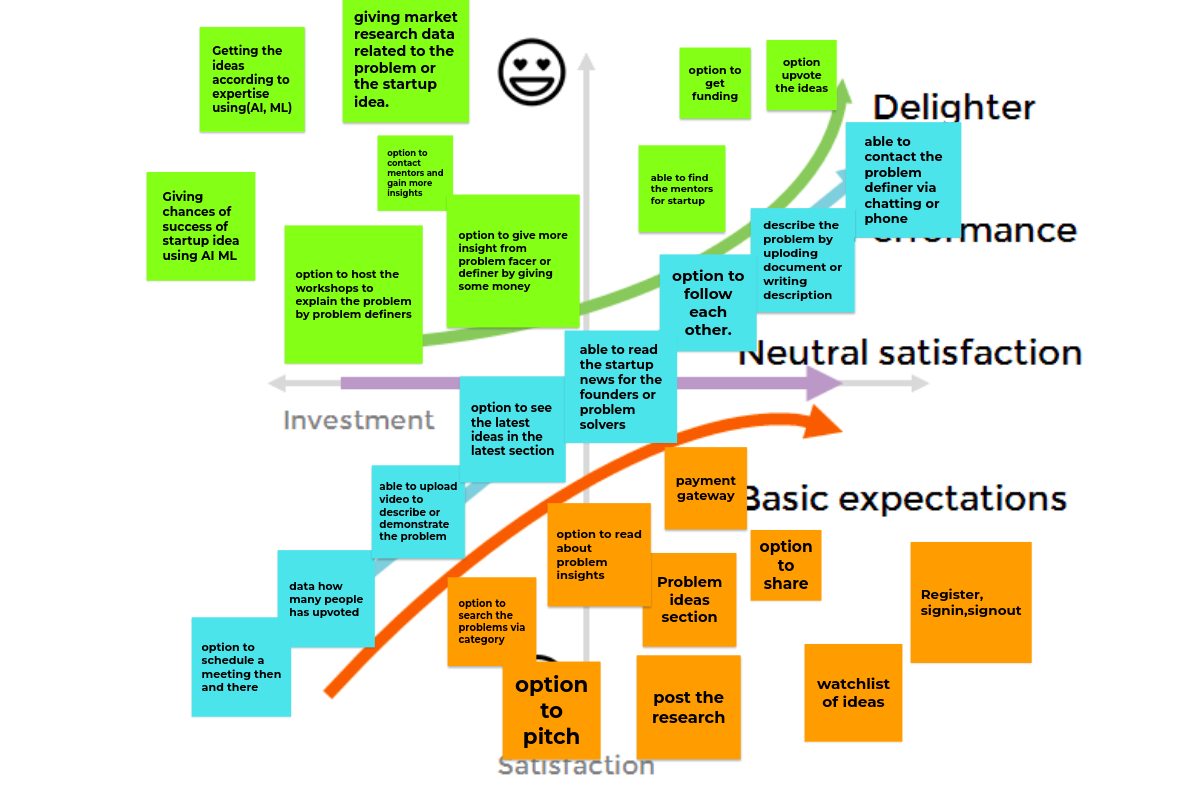 Getting the
ideas
according to
expertise
using(AI, ML)
giving market
research data
related to the
problem or
the startup
idea.
option to
get
funding
option
upvote
the ideas
Delighter
option to
contact
mentors and
gain more
insights
able to find
the mentors
for startup
able to
contact the
problem
definer via
chatting or
phone
Giving
chances of
success of
startup idea
using AI ML
option to host the
workshops to
explain the problem
by problem definers
option to give more
insight from
problem facer or
definer by giving
some money
describe the
problem by
uploding
document or
writing
description
option to
follow
each
other.
Neutral satisfaction
able to read
the startup
news for the
founders or
problem
solvers
Investment
option to see
the latest
ideas in the
latest section
able to upload
video to
describe or
demonstrate
the problem
payment
gateway
Basic expectations
option to read
about
problem
insights
option
to
share
Problem
ideas
section
Register,
signin,signout
data how
many people
has upvoted
option to
search the
problems via
category
option to
schedule a
meeting then
and there
option
to
pitch
post the
research
watchlist
of ideas
Satisfaction